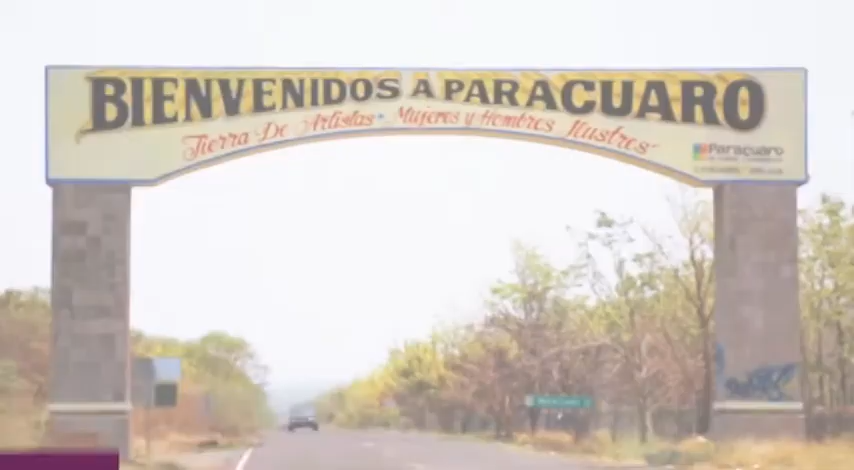 BIENVENIDOS A PARACUARO
Tierra De Artistas - Mujeres y Hombres Ilustres
Paracuaro